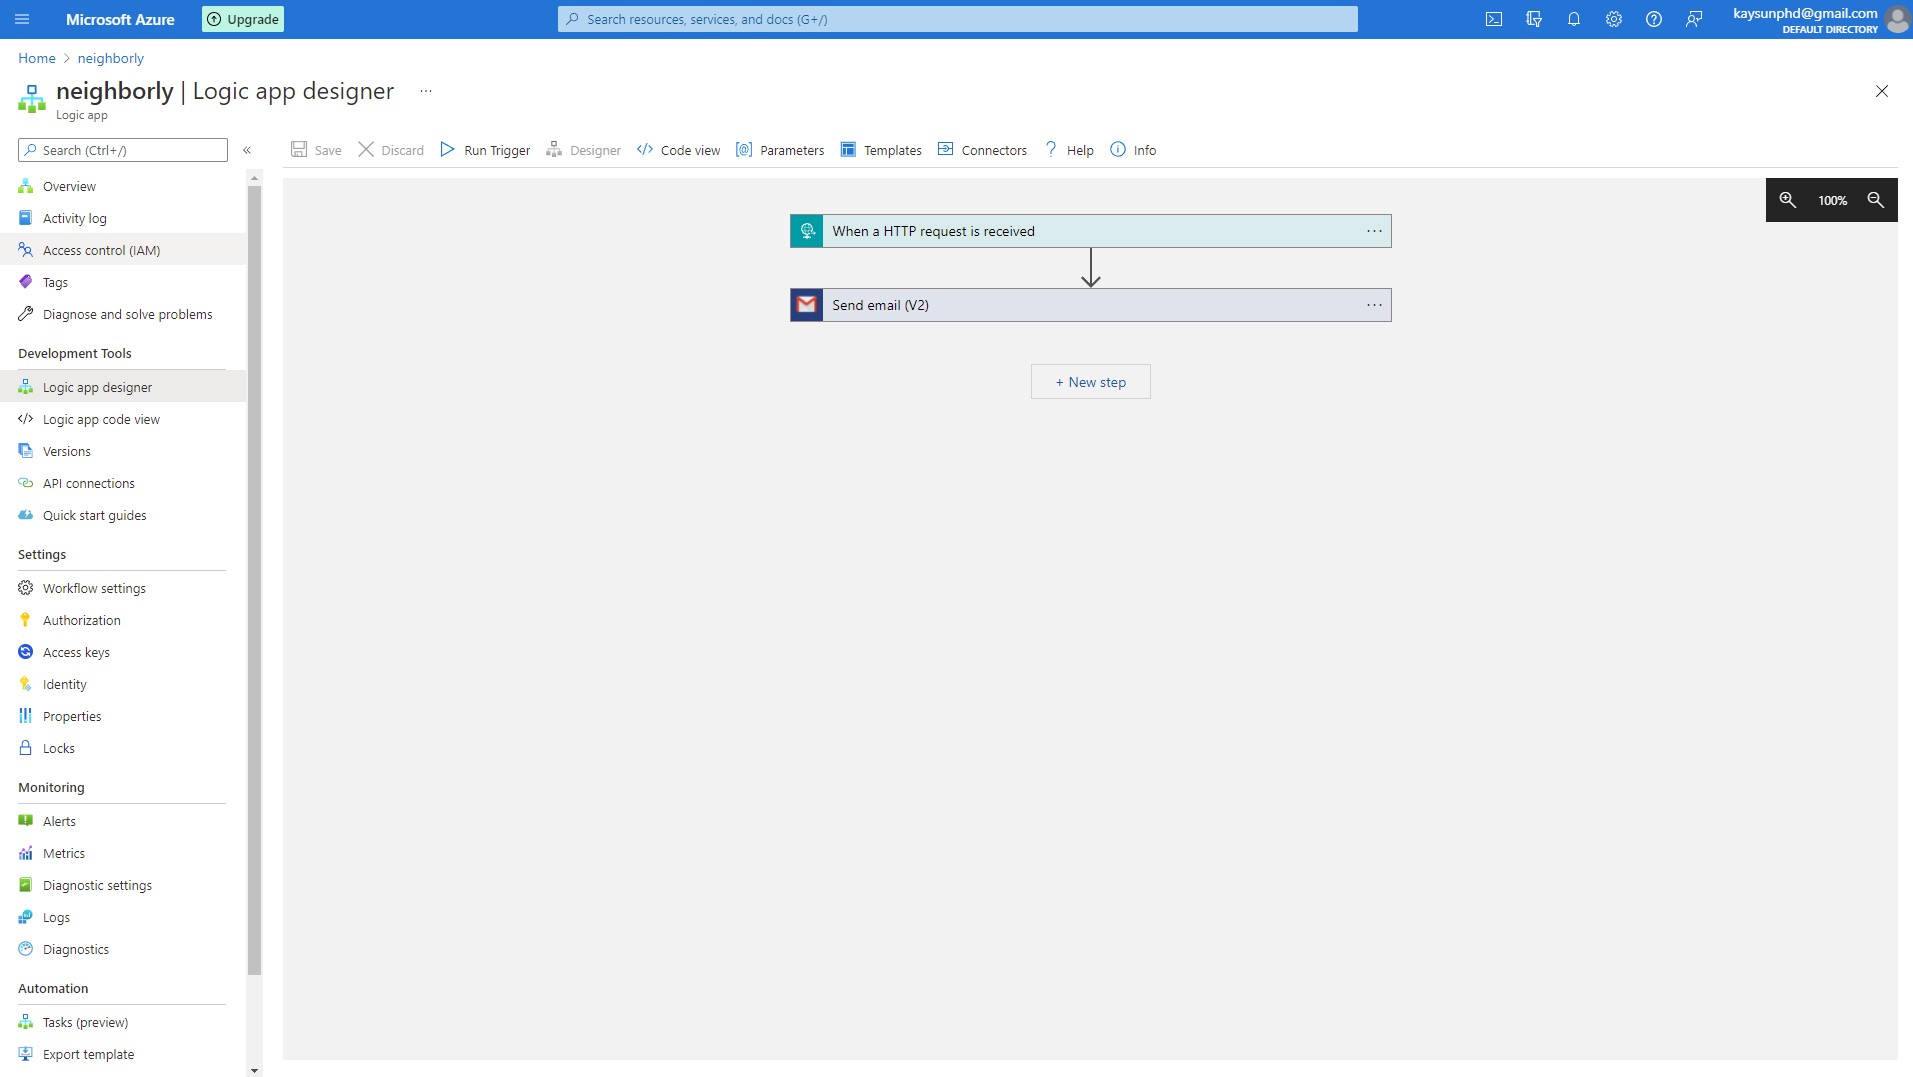 Microsoft Azure
Upgrade
Search resources, services, and docs (G+/)
kaysunphd@gmail.com
DEFAULT DIRECTORY
Home > neighborly
neighborly | Logic app designer ...
Logic app
Search (Ctrl+/) «
Save Discard Run Trigger Designer Code view Parameters Templates Connectors Help Info
Overview
Activity log
Access control (IAM)
Tags
Diagnose and solve problems
Development Tools
Logic app designer
Logic app code view
Versions
API connections
Quick start guides
Settings
Workflow settings
Authorization
Access keys
Identity
Properties
Locks
Monitoring
Alerts
Metrics
Diagnostic settings
Logs
Diagnostics
Automation
Tasks (preview)
Export template
100%
When a HTTP request is received ...
Send email (V2) ...
+ New step